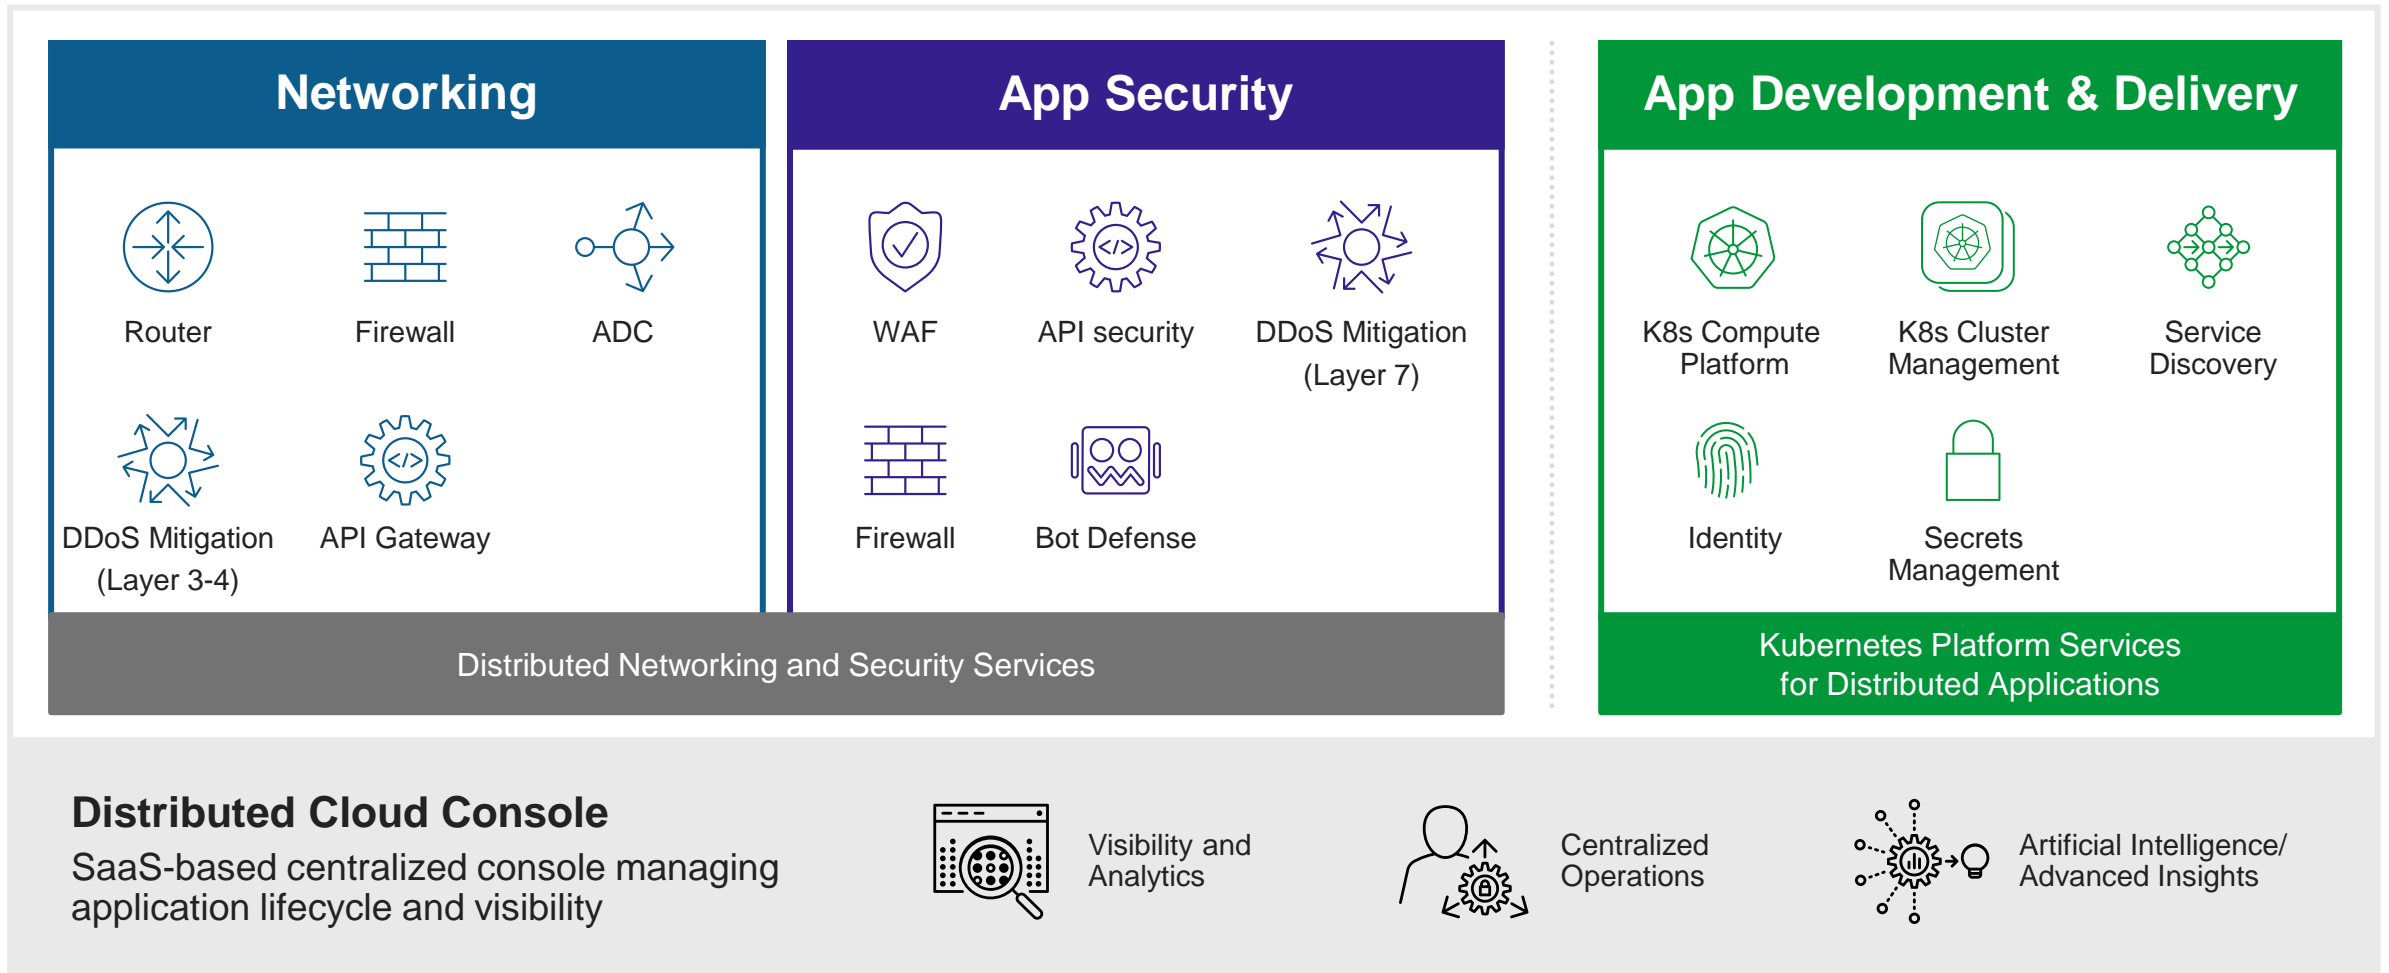 Networking
App Security
App Development & Delivery
Router
Firewall
ADC
WAF
API security
DDoS Mitigation
(Layer 7)
K8s Compute
Platform
K8s Cluster
Management
Service
Discovery
DDoS Mitigation
(Layer 3-4)
API Gateway
Firewall
Bot Defense
Identity
Secrets
Management
Distributed Networking and Security Services
Kubernetes Platform Services
for Distributed Applications
Distributed Cloud Console
SaaS-based centralized console managing
application lifecycle and visibility
Visibility and
Analytics
Centralized
Operations
Artificial Intelligence/
Advanced Insights